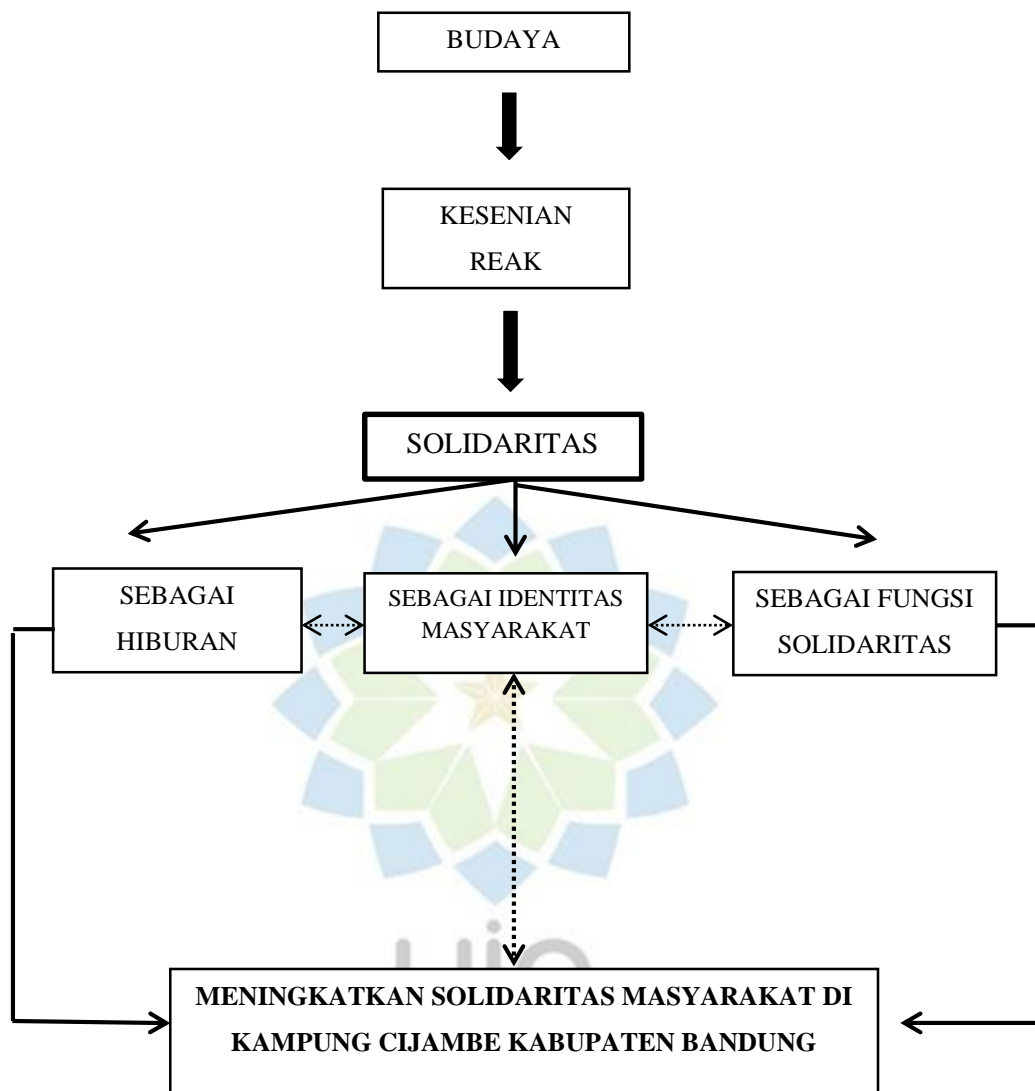 BUDAYA
KESENIAN
REAK
SOLIDARITAS
SEBAGAI
HIBURAN
SEBAGAI IDENTITAS
MASYARAKAT
SEBAGAI FUNGSI
SOLIDARITAS
MENINGKATKAN SOLIDARITAS MASYARAKAT DI
KAMPUNG CIJAMBE KABUPATEN BANDUNG